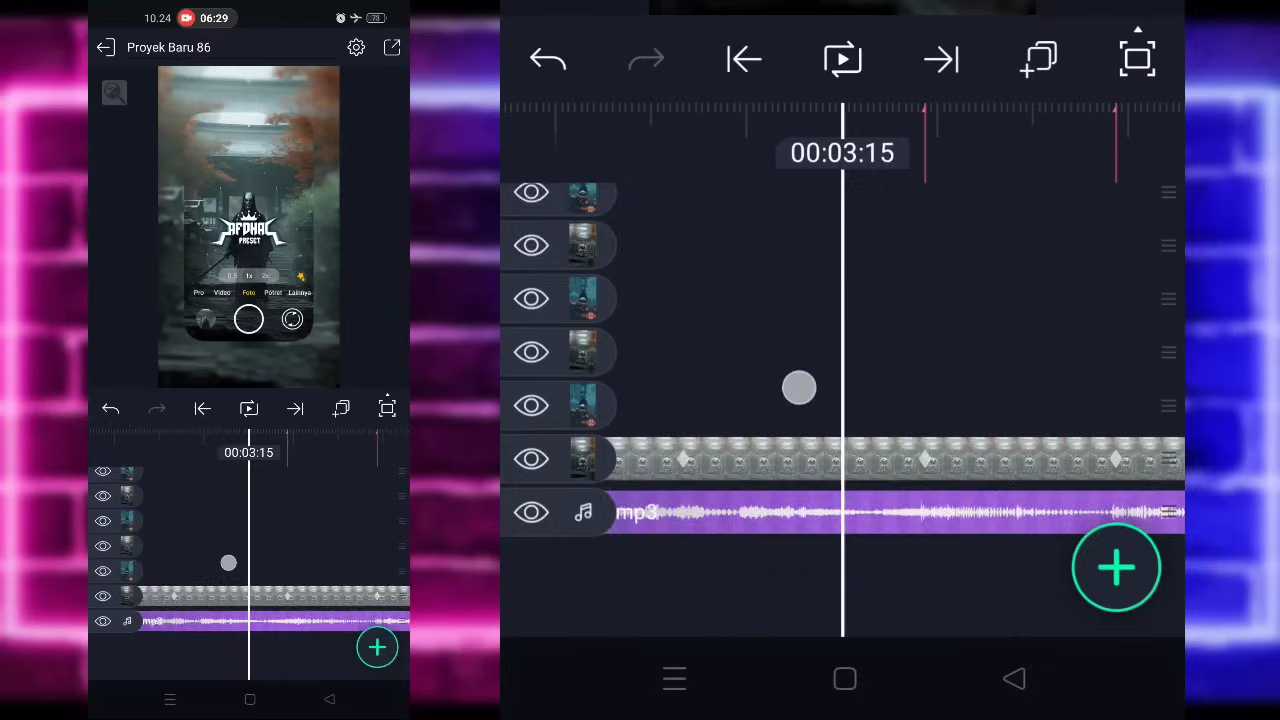 10.24 06:29 73
Proyek Baru 86
AFDHAL
PRESET
0.5 1x 2x
Pro Video Foto Potret Lainnya
00:03:15
mp3
00:03:15
mp3